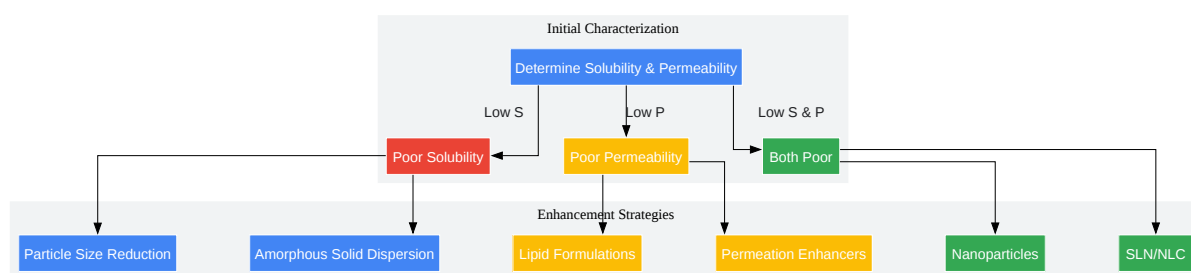 Initial Characterization
Determine Solubility & Permeability
Low S
Low P
Low S & P
Poor Solubility
Poor Permeability
Both Poor
Enhancement Strategies
Particle Size Reduction
Amorphous Solid Dispersion
Lipid Formulations
Permeation Enhancers
Nanoparticles
SLN/NLC